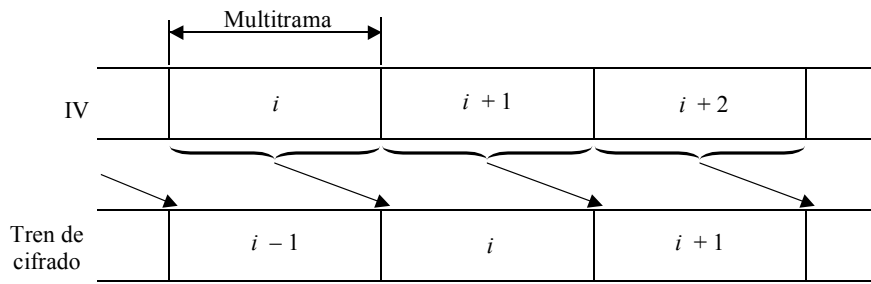 Multitrama
IV
i
i + 1
i + 2
Tren de
cifrado
i – 1
i
i + 1